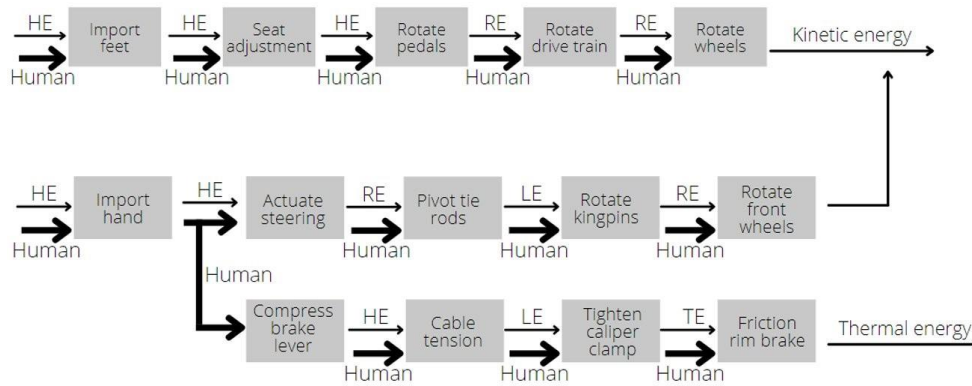 HE
HE
HE
RE
RE
Import
feet
Seat
adjustment
Rotate
pedals
Rotate
drive train
Rotate
wheels
Kinetic energy
Human
Human
Human
Human
Human
HE
HE
RE
LE
RE
Import
hand
Actuate
steering
Pivot tie
rods
Rotate
kingpins
Rotate
front
wheels
Human
Human
Human
Human
Human
Compress
brake
lever
HE
Cable
tension
LE
Tighten
caliper
clamp
TE
Friction
rim brake
Thermal energy
Human
Human
Human